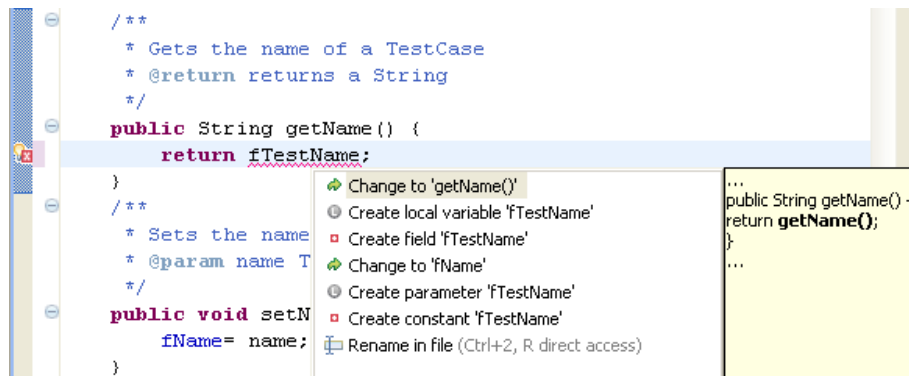 /**
* Gets the name of a TestCase
* @return returns a String
*/
public String getName() {
return fTestName;
}
/**
* Sets the name
* @param name T
*/
public void setN
fName= name;
}
Change to 'getName()'
Create local variable 'fTestName'
Create field 'fTestName'
Change to 'fName'
Create parameter 'fTestName'
Create constant 'fTestName'
Rename in file (Ctrl+2, R direct access)
...
public String getName()
return getName();
}
...